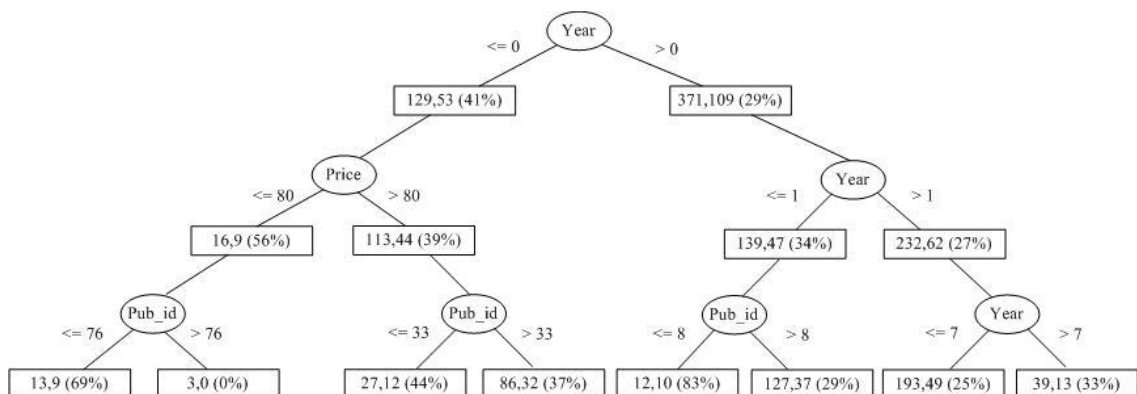 Year
<= 0 > 0
129,53 (41%) 371,109 (29%)
Price Year
<= 80 > 80 <= 1 > 1
16,9 (56%) 113,44 (39%) 139,47 (34%) 232,62 (27%)
Pub_id Pub_id Pub_id Year
<= 76 > 76 <= 33 > 33 <= 8 > 8 <= 7 > 7
13,9 (69%) 3,0 (0%) 27,12 (44%) 86,32 (37%) 12,10 (83%) 127,37 (29%) 193,49 (25%) 39,13 (33%)